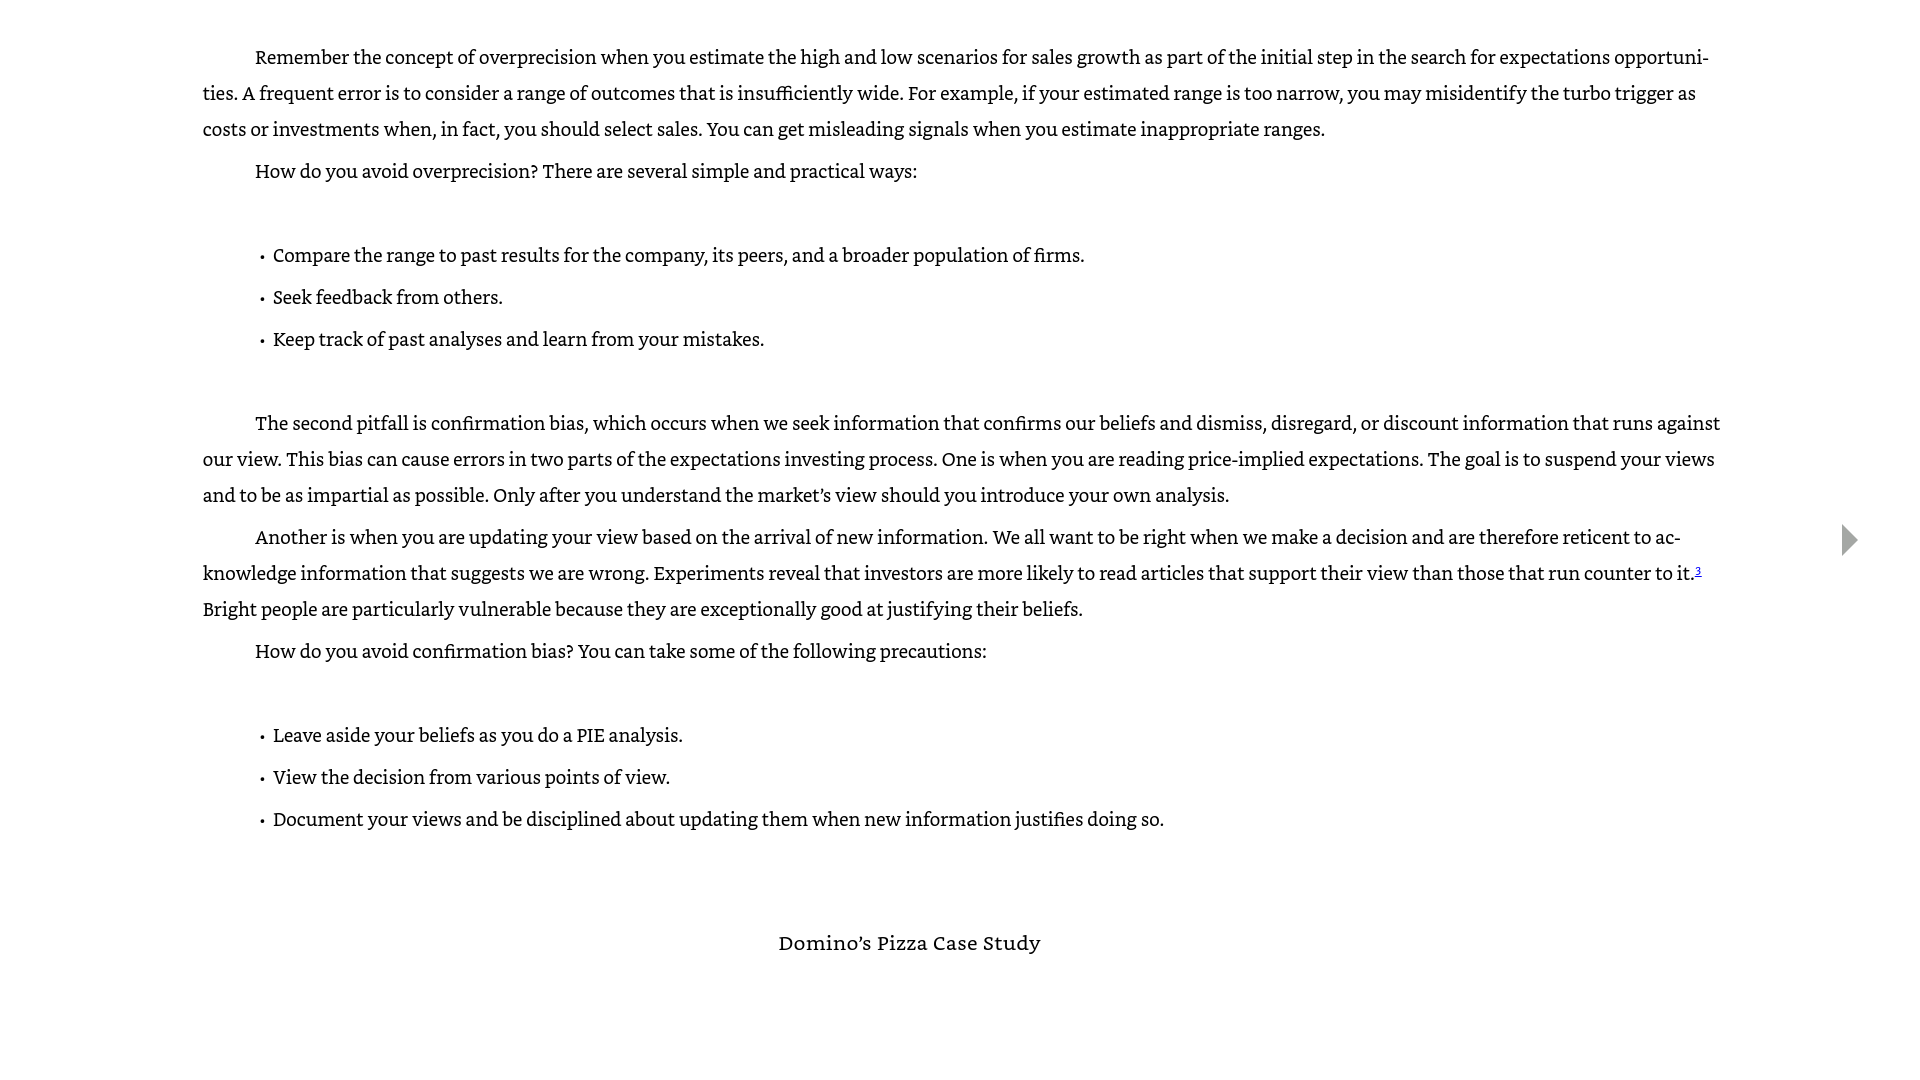 Remember the concept of overprecision when you estimate the high and low scenarios for sales growth as part of the initial step in the search for expectations opportuni-
ties. A frequent error is to consider a range of outcomes that is insufficiently wide. For example, if your estimated range is too narrow, you may misidentify the turbo trigger as
costs or investments when, in fact, you should select sales. You can get misleading signals when you estimate inappropriate ranges.
How do you avoid overprecision? There are several simple and practical ways:
• Compare the range to past results for the company, its peers, and a broader population of firms.
• Seek feedback from others.
• Keep track of past analyses and learn from your mistakes.
The second pitfall is confirmation bias, which occurs when we seek information that confirms our beliefs and dismiss, disregard, or discount information that runs against
our view. This bias can cause errors in two parts of the expectations investing process. One is when you are reading price-implied expectations. The goal is to suspend your views
and to be as impartial as possible. Only after you understand the market’s view should you introduce your own analysis.
Another is when you are updating your view based on the arrival of new information. We all want to be right when we make a decision and are therefore reticent to ac-
knowledge information that suggests we are wrong. Experiments reveal that investors are more likely to read articles that support their view than those that run counter to it.3
Bright people are particularly vulnerable because they are exceptionally good at justifying their beliefs.
How do you avoid confirmation bias? You can take some of the following precautions:
• Leave aside your beliefs as you do a PIE analysis.
• View the decision from various points of view.
• Document your views and be disciplined about updating them when new information justifies doing so.
Domino’s Pizza Case Study